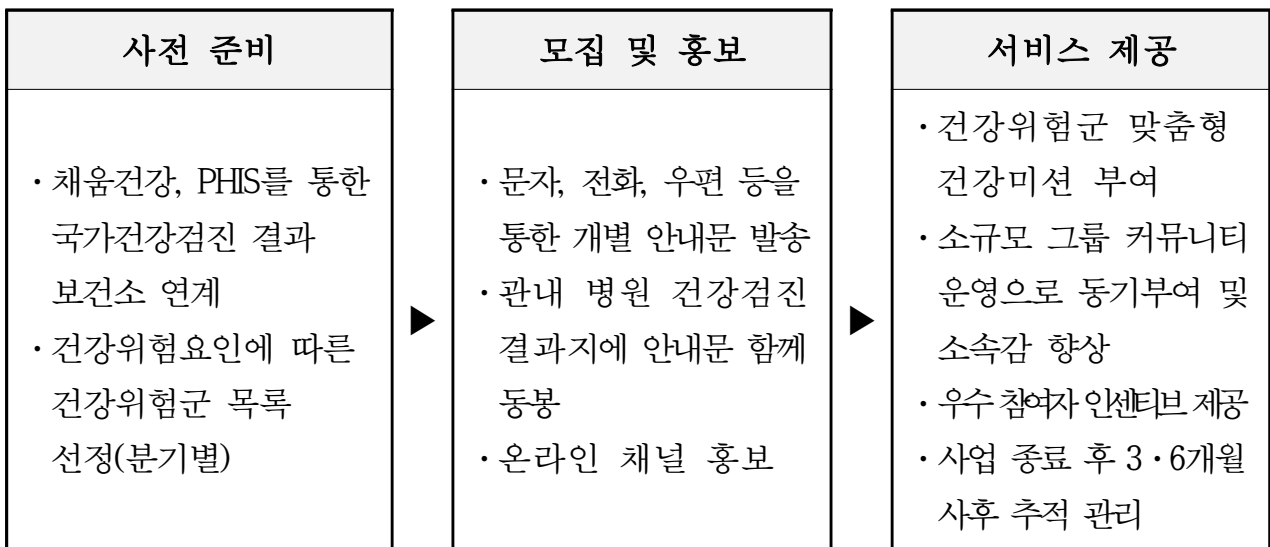 사전 준비
· 채움건강, PHIS를 통한
국가건강검진 결과
보건소 연계
· 건강위험요인에 따른
건강위험군 목록
선정(분기별)
▶
모집 및 홍보
· 문자, 전화, 우편 등을
통한 개별 안내문 발송
· 관내 병원 건강검진
결과지에 안내문 함께
동봉
· 온라인 채널 홍보
▶
서비스 제공
· 건강위험군 맞춤형
건강미션 부여
· 소규모 그룹 커뮤니티
운영으로 동기부여 및
소속감 향상
· 우수 참여자 인센티브 제공
· 사업 종료 후 3·6개월
사후 추적 관리